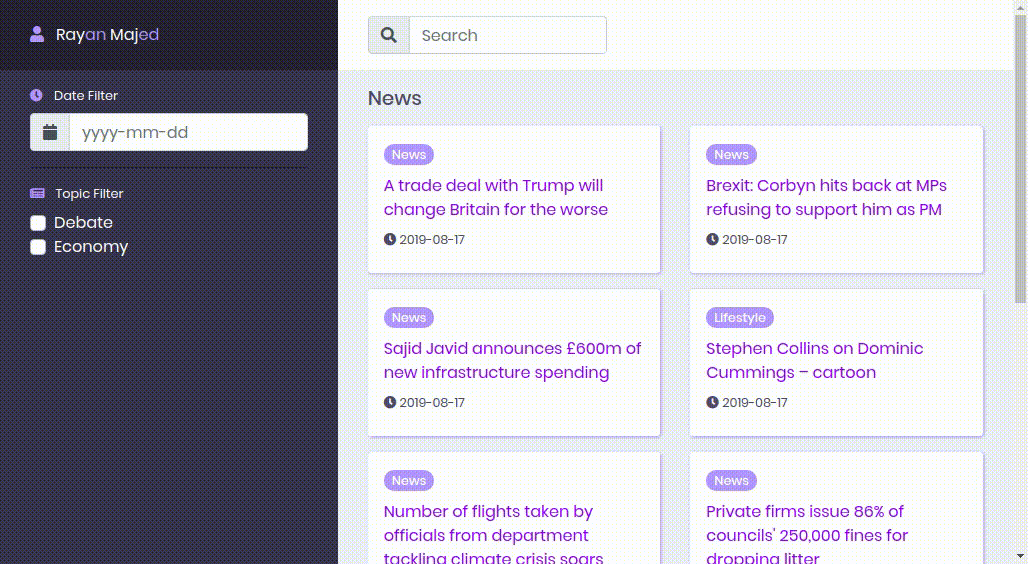 Rayan Majed
Date Filter
yyyy-mm-dd
Topic Filter
Debate
Economy
Search
News
News
A trade deal with Trump will
change Britain for the worse
2019-08-17
News
Brexit: Corbyn hits back at MPs
refusing to support him as PM
2019-08-17
News
Sajid Javid announces £600m of
new infrastructure spending
2019-08-17
Lifestyle
Stephen Collins on Dominic
Cummings – cartoon
2019-08-17
News
Number of flights taken by
officials from department
tackling climate crisis soars
News
Private firms issue 86% of
councils' 250,000 fines for
dropping litter